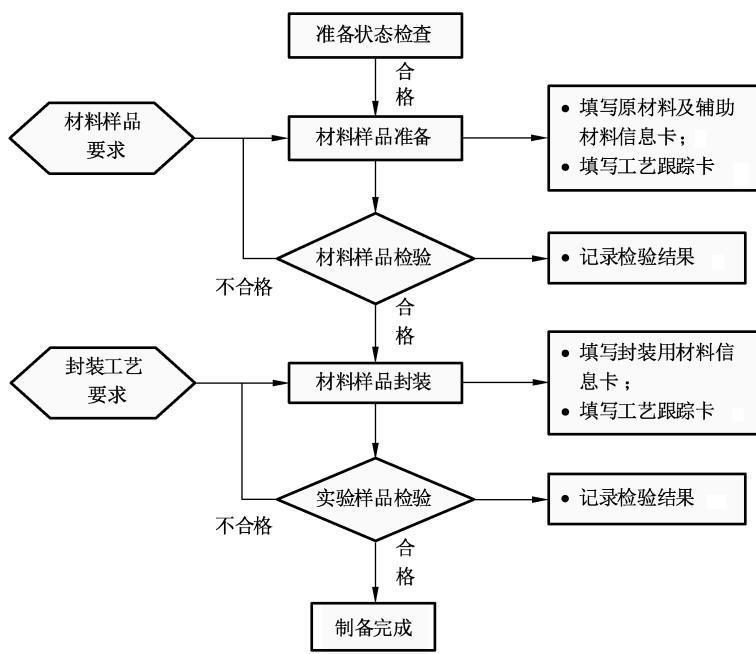 准备状态检查
合
格
材料样品
要求
材料样品准备
• 填写原材料及辅助
材料信息卡；
• 填写工艺跟踪卡
材料样品检验
• 记录检验结果
不合格
合
格
封装工艺
要求
材料样品封装
• 填写封装用材料信
息卡；
• 填写工艺跟踪卡
实验样品检验
• 记录检验结果
不合格
合
格
制备完成